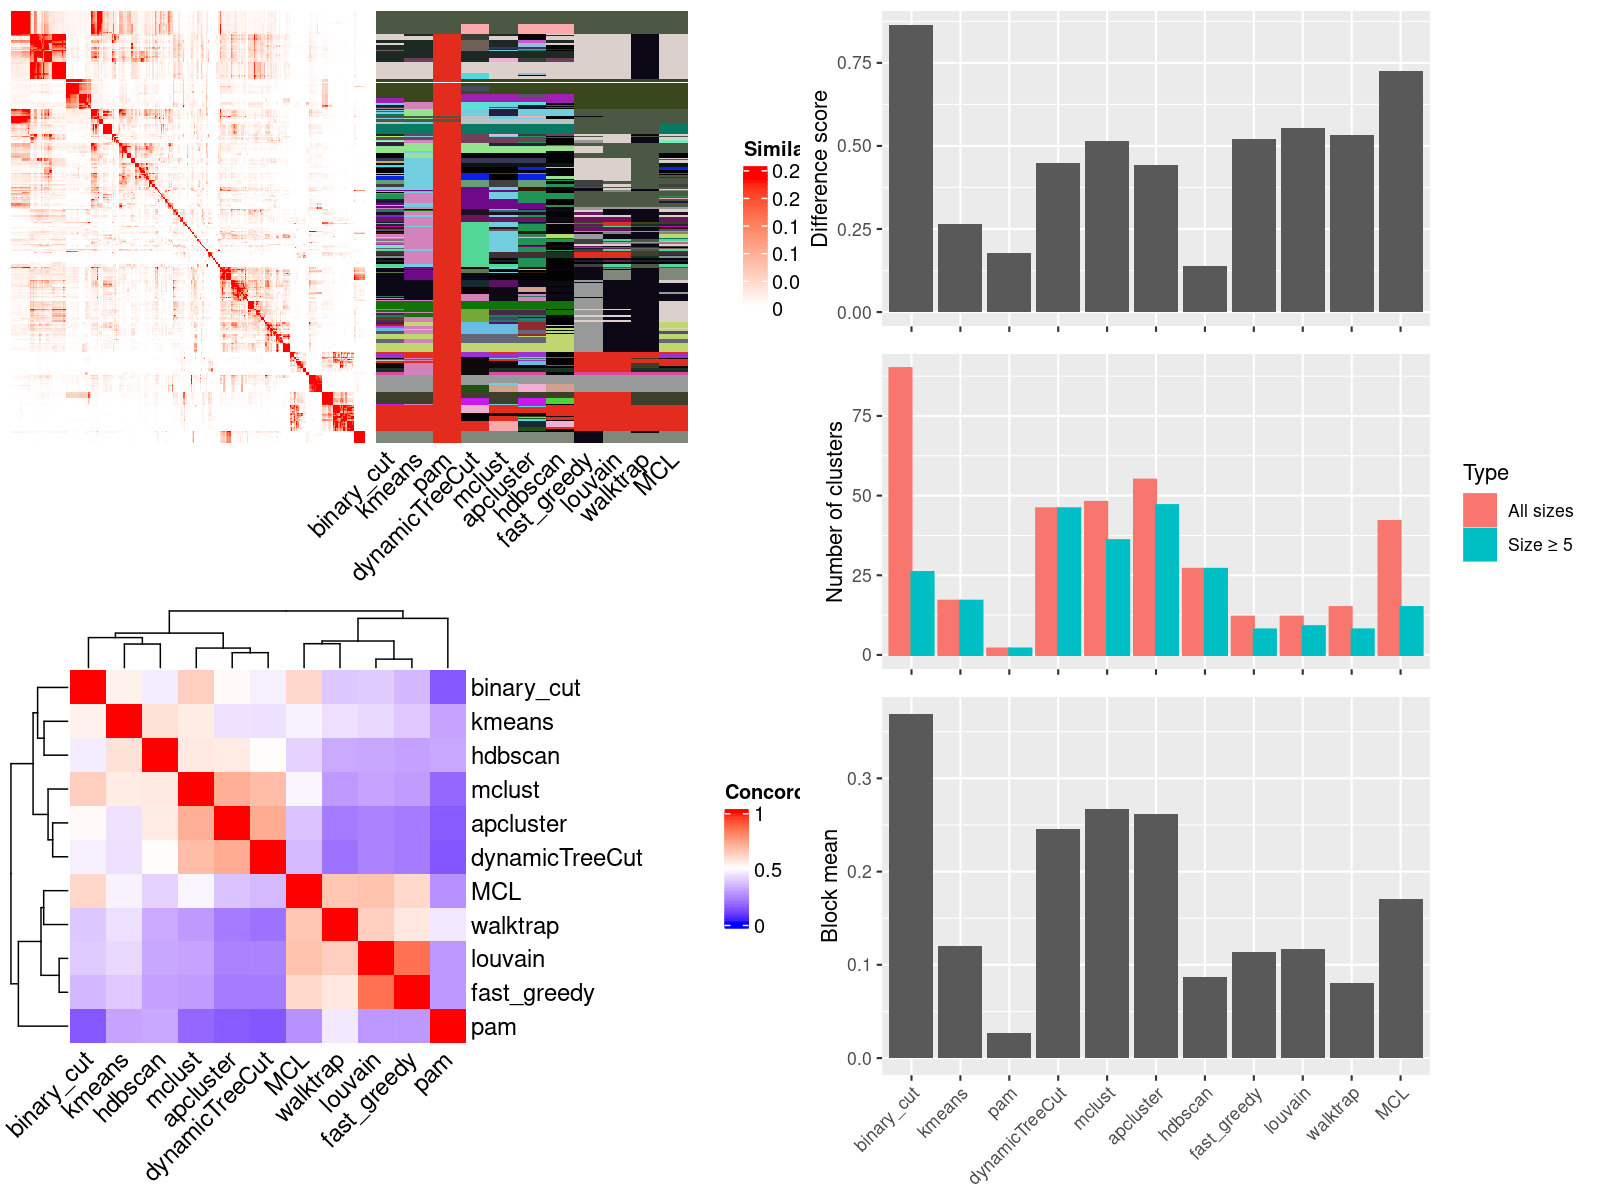 Simila
0.2
0.2
0.1
0.1
0.0
0
binary_cut
kmeans
pam
dynamicTreeCut
mclust
apcluster
hdbscan
fast_greedy
louvain
walktrap
MCL
binary_cut
kmeans
hdbscan
mclust
apcluster
dynamicTreeCut
MCL
walktrap
louvain
fast_greedy
pam
binary_cut
kmeans
hdbscan
mclust
apcluster
dynamicTreeCut
MCL
walktrap
louvain
fast_greedy
pam
Concord
1
0.5
0
Difference score
0.75
0.50
0.25
0.00
Number of clusters
75
50
25
0
Type
All sizes
Size ≥ 5
Block mean
0.3
0.2
0.1
0.0
binary_cut
kmeans
pam
dynamicTreeCut
mclust
apcluster
hdbscan
fast_greedy
louvain
walktrap
MCL